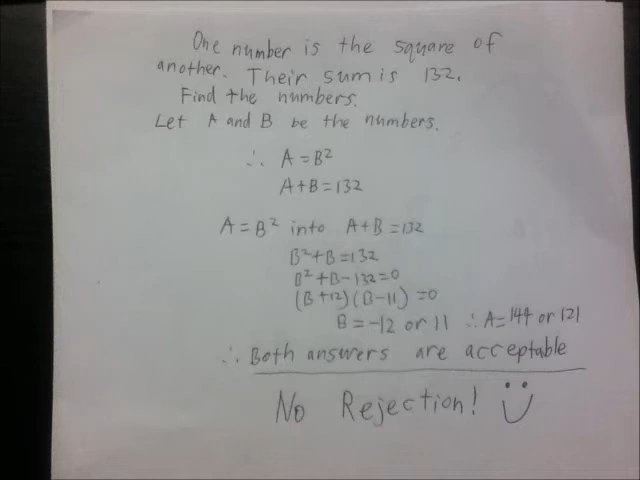 One number is the square of
another. Their sum is 132.
Find the numbers.
Let A and B be the numbers.
∴ A = B²
A + B = 132
A = B² into A + B = 132
B² + B = 132
B² + B - 132 = 0
(B + 12) (B - 11) = 0
B = -12 or 11 ∴ A = 144 or 121
∴ Both answers are acceptable
No Rejection!